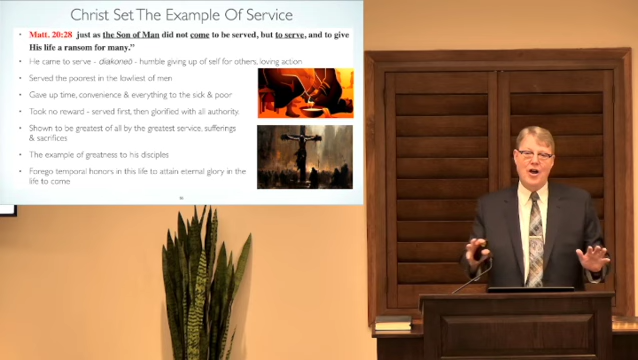 Christ Set The Example Of Service
• Matt. 20:28 just as the Son of Man did not come to be served, but to serve, and to give
His life a ransom for many.”
• He came to serve - diakoneō - humble giving up of self for others, loving action
• Served the poorest in the lowliest of men
• Gave up time, convenience & everything to the sick & poor
• Took no reward - served first, then glorified with all authority.
• Shown to be greatest of all by the greatest service, sufferings
& sacrifices
• The example of greatness to his disciples
• Forego temporal honors in this life to attain eternal glory in the
life to come